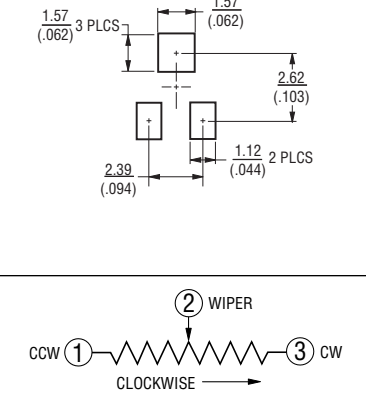 1.57
1.57
(.062) 3 PLCS
(.062)
2.62
(.103)
1.12
(.044) 2 PLCS
2.39
(.094)
2 WIPER
CCW 1
3 CW
CLOCKWISE